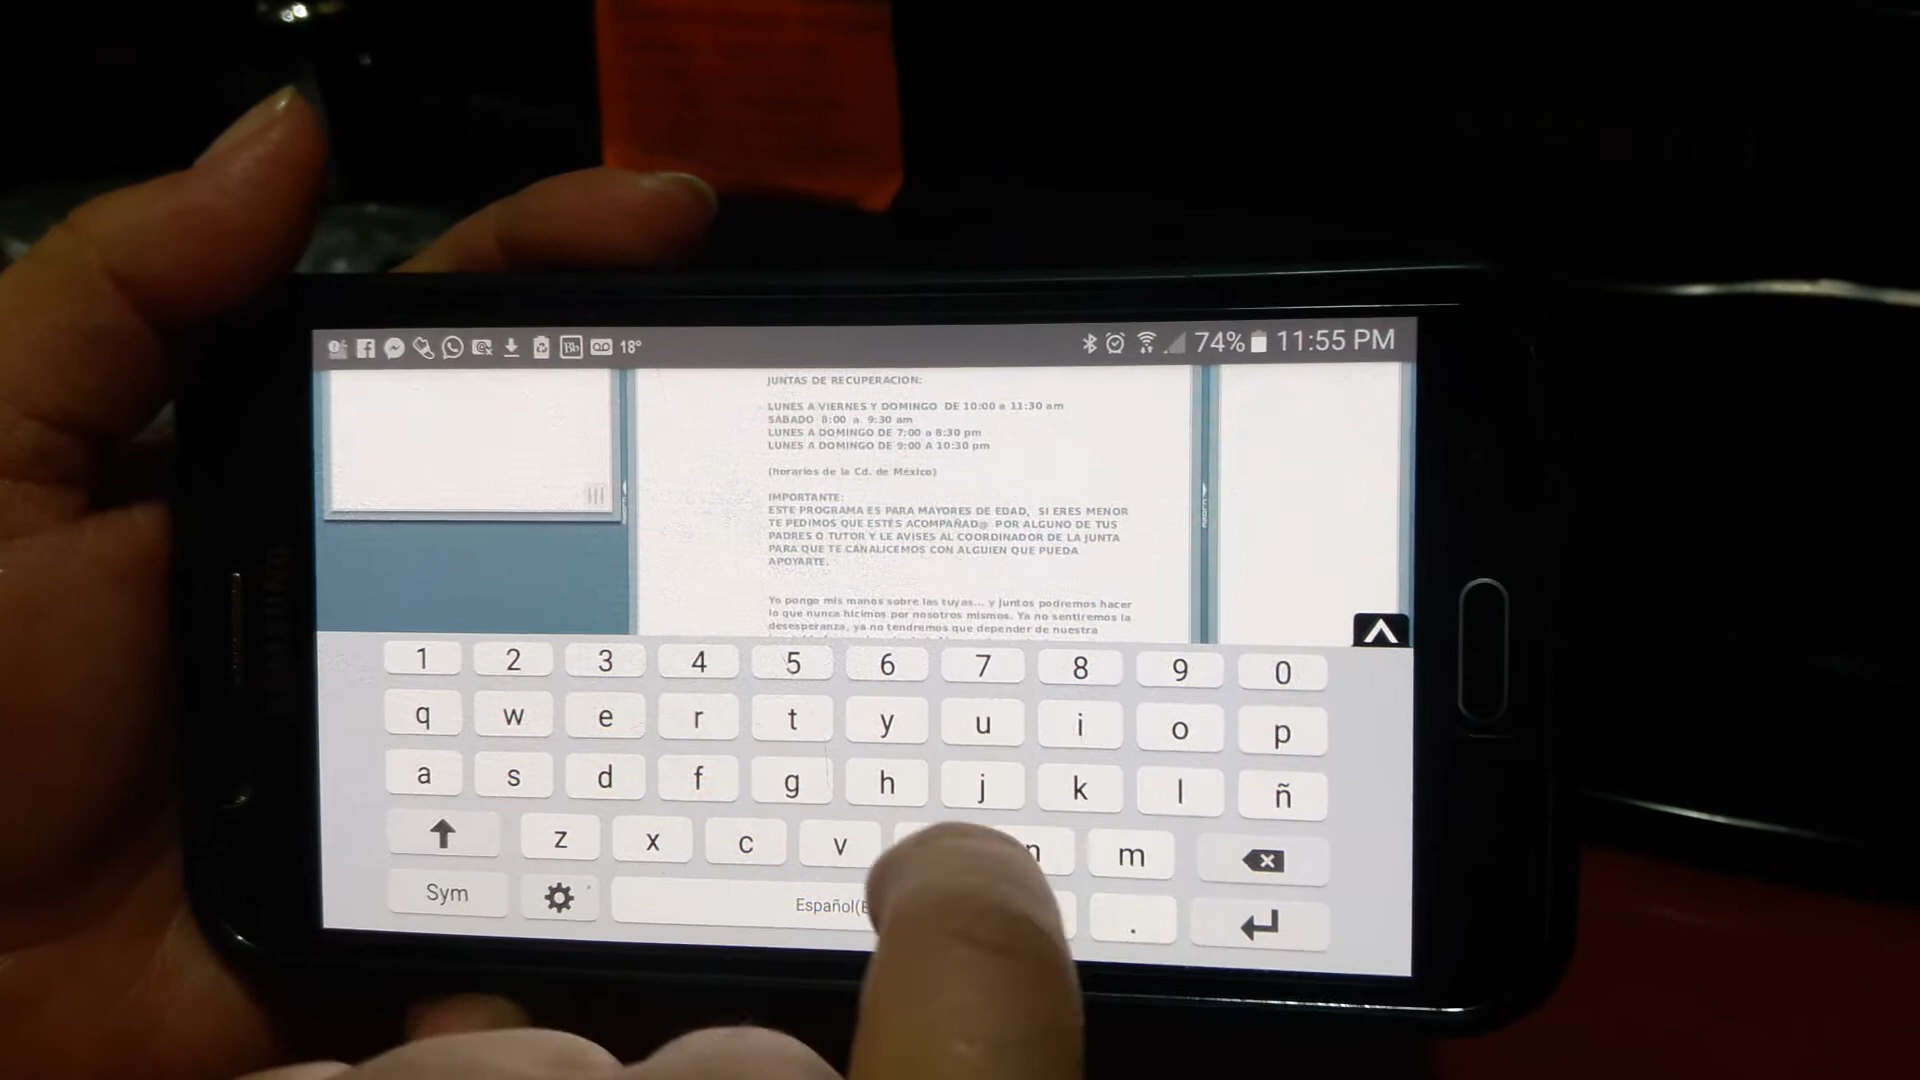 18° 74% 11:55 PM
JUNTAS DE RECUPERACION:
LUNES A VIERNES Y DOMINGO DE 10:00 a 11:30 am
SABADO 8:00 a 9:30 am
LUNES A DOMINGO DE 7:00 a 8:30 pm
LUNES A DOMINGO DE 9:00 A 10:30 pm
(horarios de la Cd. de México)
IMPORTANTE:
ESTE PROGRAMA ES PARA MAYORES DE EDAD, SI ERES MENOR
TE PEDIMOS QUE ESTÉS ACOMPAÑAD@ POR ALGUNO DE TUS
PADRES O TUTOR Y LE AVISES AL COORDINADOR DE LA JUNTA
PARA QUE TE CANALICEMOS CON ALGUIEN QUE PUEDA
APOYARTE.
Yo pongo mis manos sobre las tuyas... y juntos podremos hacer
lo que nunca hicimos por nosotros mismos. Ya no sentiremos la
desesperanza, ya no tendremos que depender de nuestra
1 2 3 4 5 6 7 8 9 0
q w e r t y u i o p
a s d f g h j k l ñ
z x c v n m
Sym Español(E .
SAMSUNG